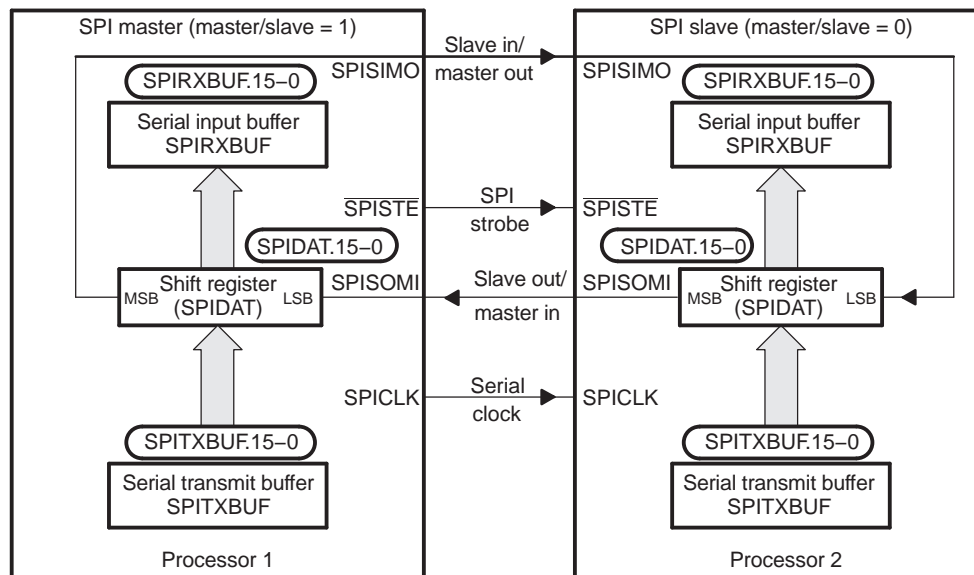 SPI master (master/slave = 1)
SPISIMO
SPIRXBUF.15−0
Serial input buffer
SPIRXBUF
SPISTE
SPIDAT.15−0
MSB
Shift register
(SPIDAT)
LSB
SPISOMI
SPICLK
SPITXBUF.15−0
Serial transmit buffer
SPITXBUF
Processor 1
Slave in/
master out
SPI
strobe
Slave out/
master in
Serial
clock
SPI slave (master/slave = 0)
SPISIMO
SPIRXBUF.15−0
Serial input buffer
SPIRXBUF
SPISTE
SPIDAT.15−0
SPISOMI
MSB
Shift register
(SPIDAT)
LSB
SPICLK
SPITXBUF.15−0
Serial transmit buffer
SPITXBUF
Processor 2